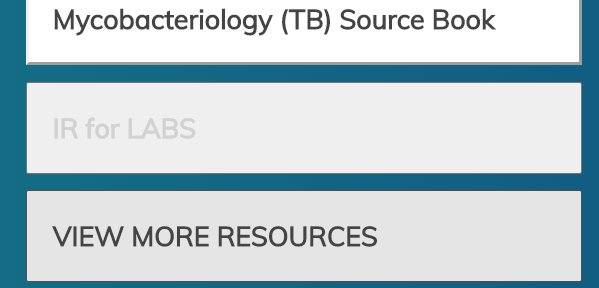 Mycobacteriology (TB) Source Book
IR for LABS
VIEW MORE RESOURCES